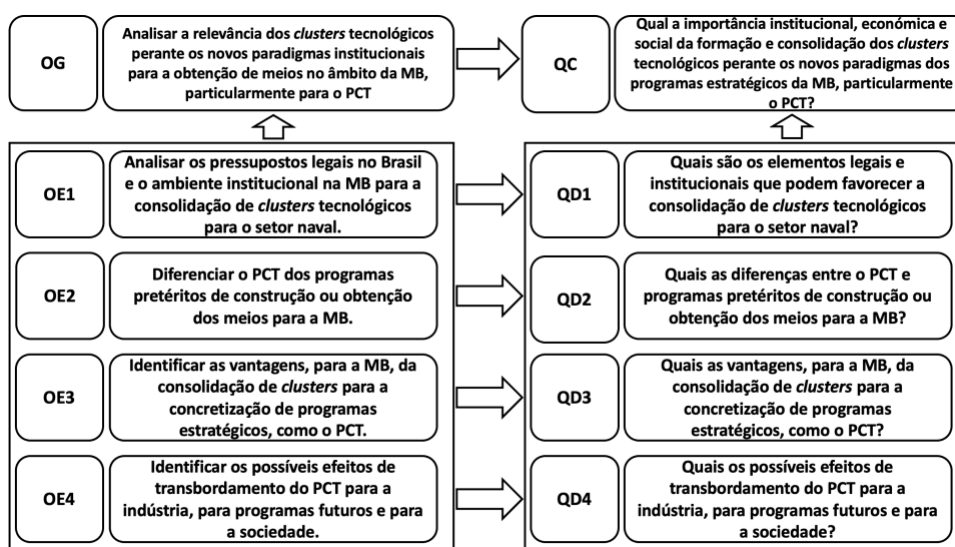 OG
Analisar a relevância dos clusters tecnológicos
perante os novos paradigmas institucionais
para a obtenção de meios no âmbito da MB,
particularmente para o PCT
QC
Qual a importância institucional, económica e
social da formação e consolidação dos clusters
tecnológicos perante os novos paradigmas dos
programas estratégicos da MB, particularmente
o PCT?
OE1
Analisar os pressupostos legais no Brasil
e o ambiente institucional na MB para a
consolidação de clusters tecnológicos
para o setor naval.
QD1
Quais são os elementos legais e
institucionais que podem favorecer a
consolidação de clusters tecnológicos
para o setor naval?
OE2
Diferenciar o PCT dos programas
pretéritos de construção ou obtenção
dos meios para a MB.
QD2
Quais as diferenças entre o PCT e
programas pretéritos de construção ou
obtenção dos meios para a MB?
OE3
Identificar as vantagens, para a MB, da
consolidação de clusters para a
concretização de programas
estratégicos, como o PCT.
QD3
Quais as vantagens, para a MB, da
consolidação de clusters para a
concretização de programas
estratégicos, como o PCT?
OE4
Identificar os possíveis efeitos de
transbordamento do PCT para a
indústria, para programas futuros e para
a sociedade.
QD4
Quais os possíveis efeitos de
transbordamento do PCT para a
indústria, para programas futuros e para
a sociedade?